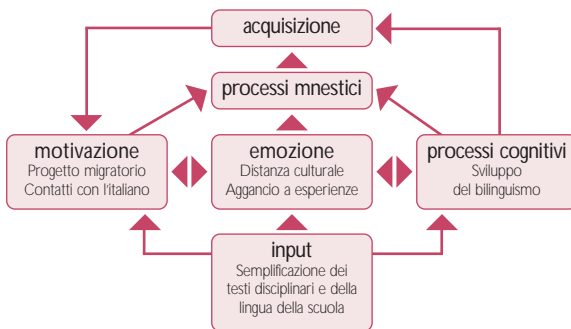 acquisizione
processi mnestici
motivazione
Progetto migratorio
Contatti con l'italiano
emozione
Distanza culturale
Aggancio a esperienze
processi cognitivi
Sviluppo
del bilinguismo
input
Semplificazione dei
testi disciplinari e della
lingua della scuola